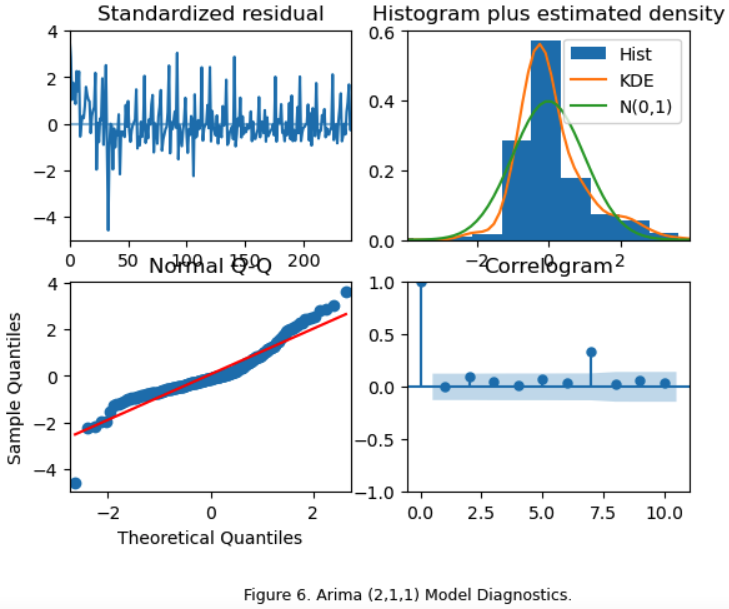 Standardized residual
Histogram plus estimated density
4
2
0
−2
−4
0 50 100 150 200
0.6
0.4
0.2
0.0
−2 0 2
Hist
KDE
N(0,1)
Normal Q-Q
Correlogram
Sample Quantiles
4
2
0
−2
−4
−2 0 2
Theoretical Quantiles
1.0
0.5
0.0
−0.5
−1.0
0.0 2.5 5.0 7.5 10.0
Figure 6. Arima (2,1,1) Model Diagnostics.